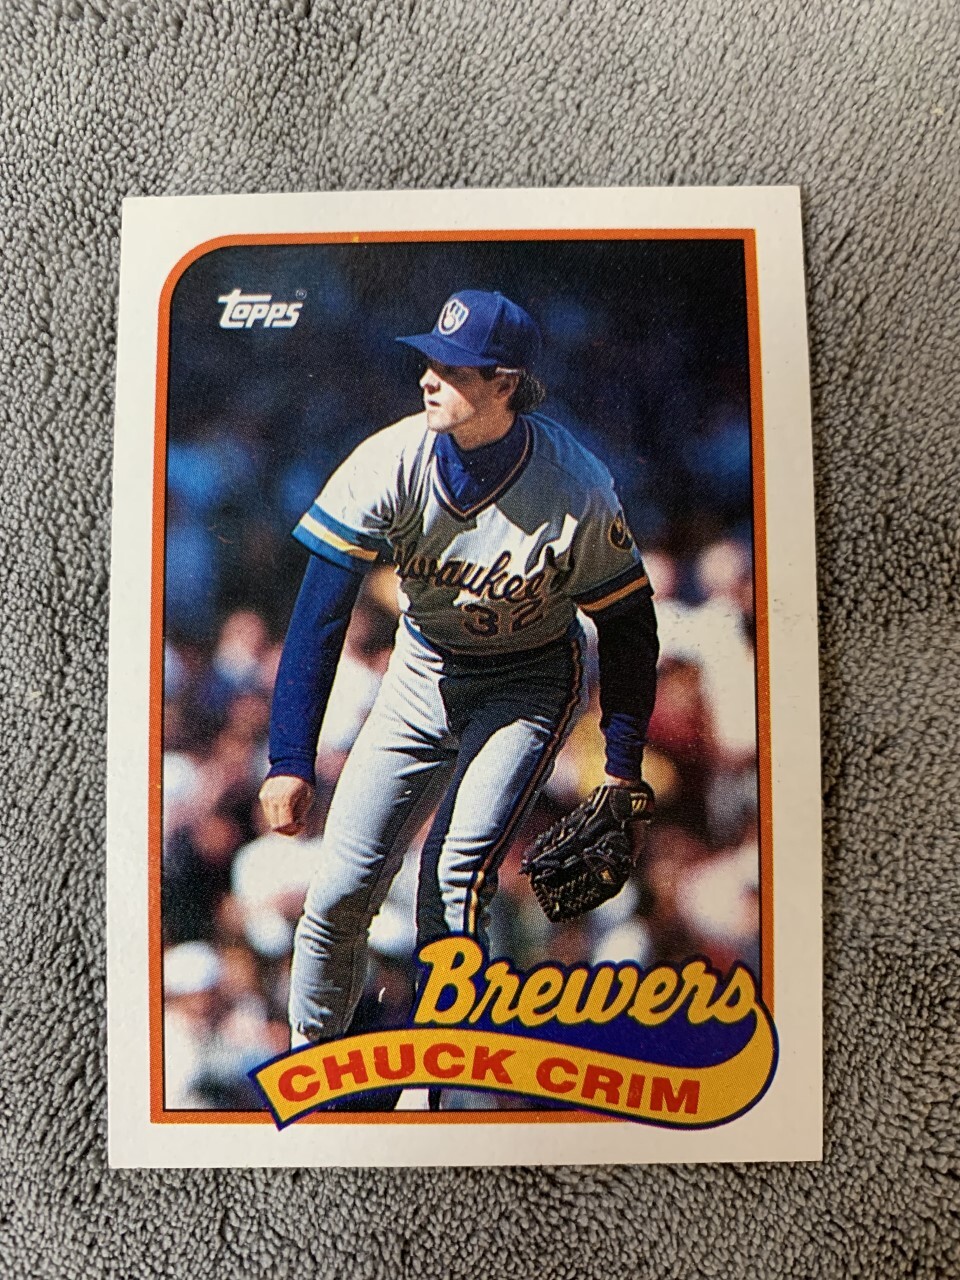 TOPPS
Milwaukee
32
Brewers
CHUCK CRIM